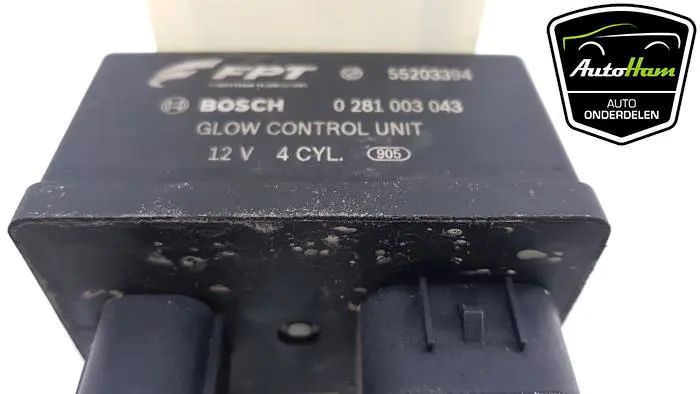 FPT 55203394
BOSCH 0 281 003 043
GLOW CONTROL UNIT
12 V 4 CYL. 905
AutoHam
AUTO
ONDERDELEN